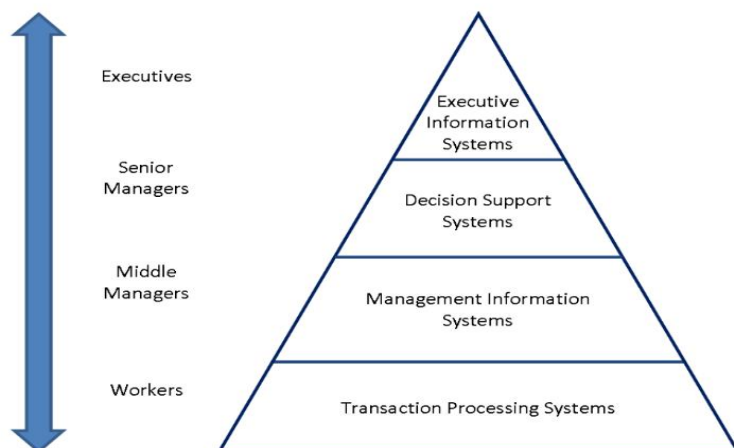 Executives
Executive
Information
Systems
Senior
Managers
Decision Support
Systems
Middle
Managers
Management Information
Systems
Workers
Transaction Processing Systems